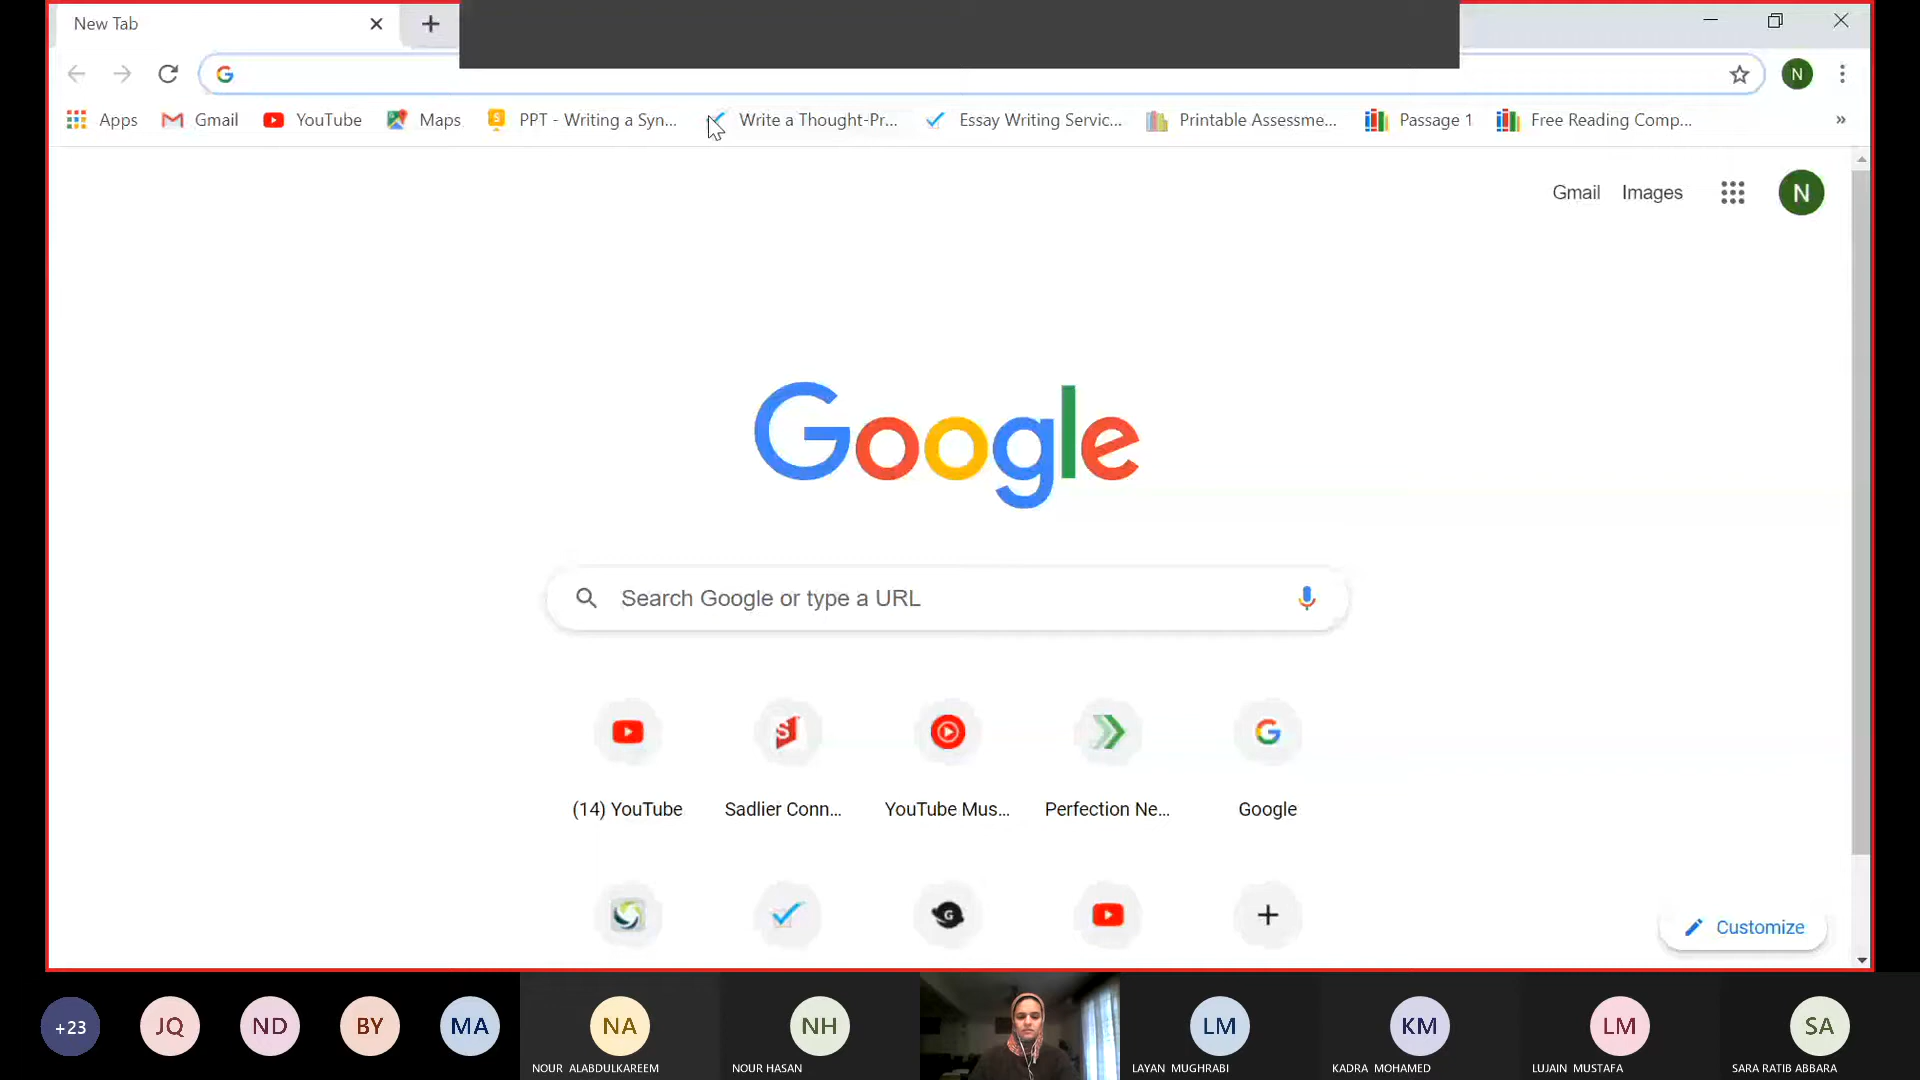 New Tab
Apps Gmail YouTube Maps PPT - Writing a Syn... Write a Thought-Pr... Essay Writing Servic... Printable Assessme... Passage 1 Free Reading Comp... »
N
Gmail Images N
Google
Search Google or type a URL
(14) YouTube Sadlier Conn... YouTube Mus... Perfection Ne... Google
Customize
+23 JQ ND BY MA NA NH LM KM LM SA
NOUR ALABDULKAREEM NOUR HASAN LAYAN MUGHRABI KADRA MOHAMED LUJAIN MUSTAFA SARA RATIB ABBARA